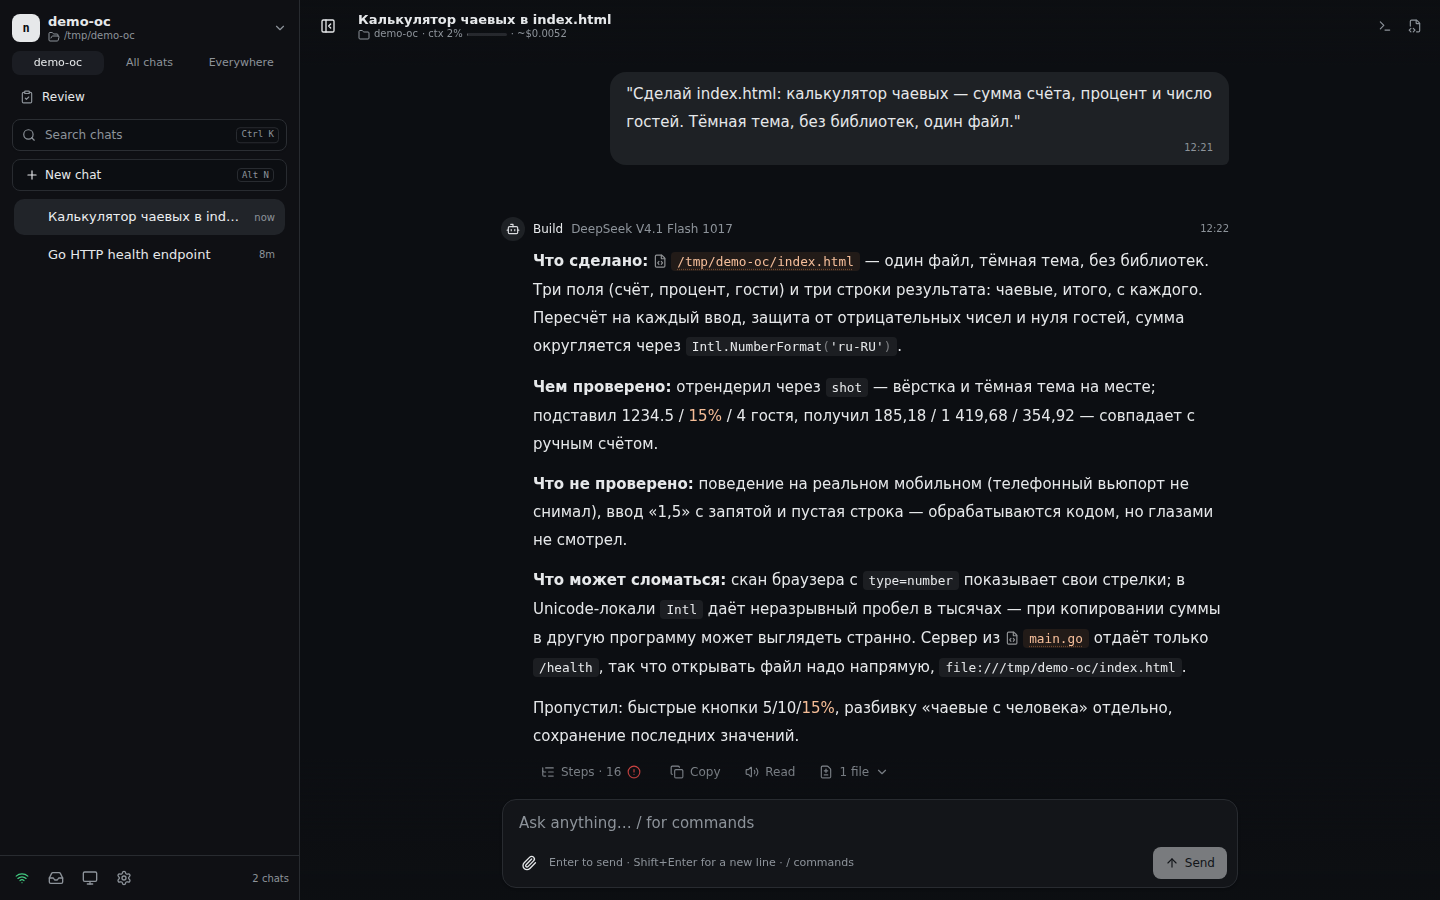 n
demo-oc
/tmp/demo-oc
demo-oc
All chats
Everywhere
Review
Search chats
Ctrl K
New chat
Alt N
Калькулятор чаевых в ind…
now
Go HTTP health endpoint
8m
2 chats
Калькулятор чаевых в index.html
demo-oc · ctx 2% · ~$0.0052
"Сделай index.html: калькулятор чаевых — сумма счёта, процент и число
гостей. Тёмная тема, без библиотек, один файл."
12:21
Build DeepSeek V4.1 Flash 1017
12:22
Что сделано: /tmp/demo-oc/index.html — один файл, тёмная тема, без библиотек.
Три поля (счёт, процент, гости) и три строки результата: чаевые, итого, с каждого.
Пересчёт на каждый ввод, защита от отрицательных чисел и нуля гостей, сумма
округляется через Intl.NumberFormat('ru-RU').
Чем проверено: отрендерил через shot — вёрстка и тёмная тема на месте;
подставил 1234.5 / 15% / 4 гостя, получил 185,18 / 1 419,68 / 354,92 — совпадает с
ручным счётом.
Что не проверено: поведение на реальном мобильном (телефонный вьюпорт не
снимал), ввод «1,5» с запятой и пустая строка — обрабатываются кодом, но глазами
не смотрел.
Что может сломаться: скан браузера с type=number показывает свои стрелки; в
Unicode-локали Intl даёт неразрывный пробел в тысячах — при копировании суммы
в другую программу может выглядеть странно. Сервер из main.go отдаёт только
/health, так что открывать файл надо напрямую, file:///tmp/demo-oc/index.html.
Пропустил: быстрые кнопки 5/10/15%, разбивку «чаевые с человека» отдельно,
сохранение последних значений.
Steps · 16
Copy
Read
1 file
Ask anything… / for commands
Enter to send · Shift+Enter for a new line · / commands
Send